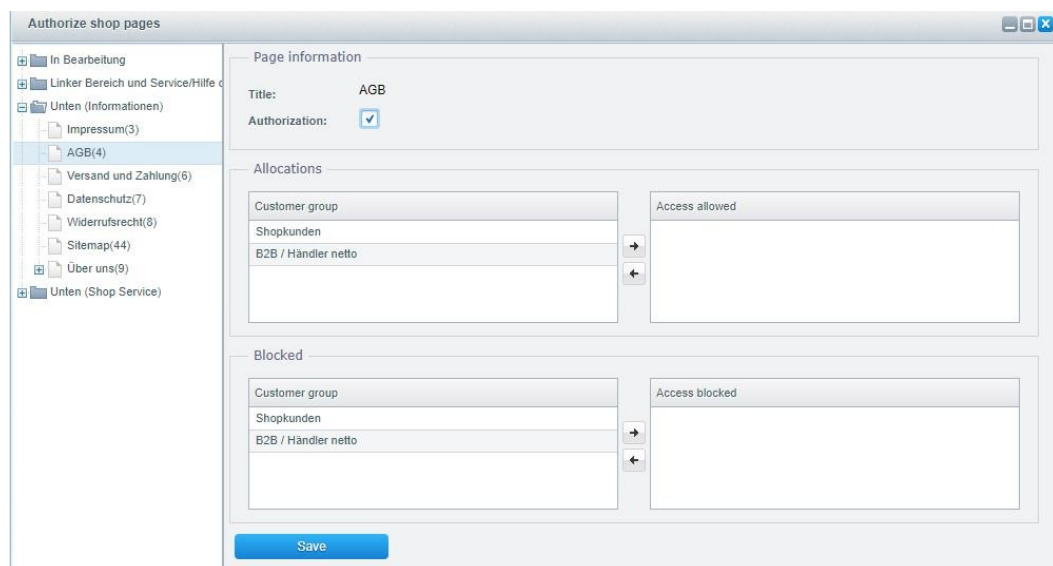 Authorize shop pages
In Bearbeitung
Linker Bereich und Service/Hilfe
Unten (Informationen)
Impressum(3)
AGB(4)
Versand und Zahlung(6)
Datenschutz(7)
Widerrufsrecht(8)
Sitemap(44)
Über uns(9)
Unten (Shop Service)
Page information
Title: AGB
Authorization:
Allocations
Customer group
Shopkunden
B2B / Händler netto
Access allowed
Blocked
Customer group
Shopkunden
B2B / Händler netto
Access blocked
Save